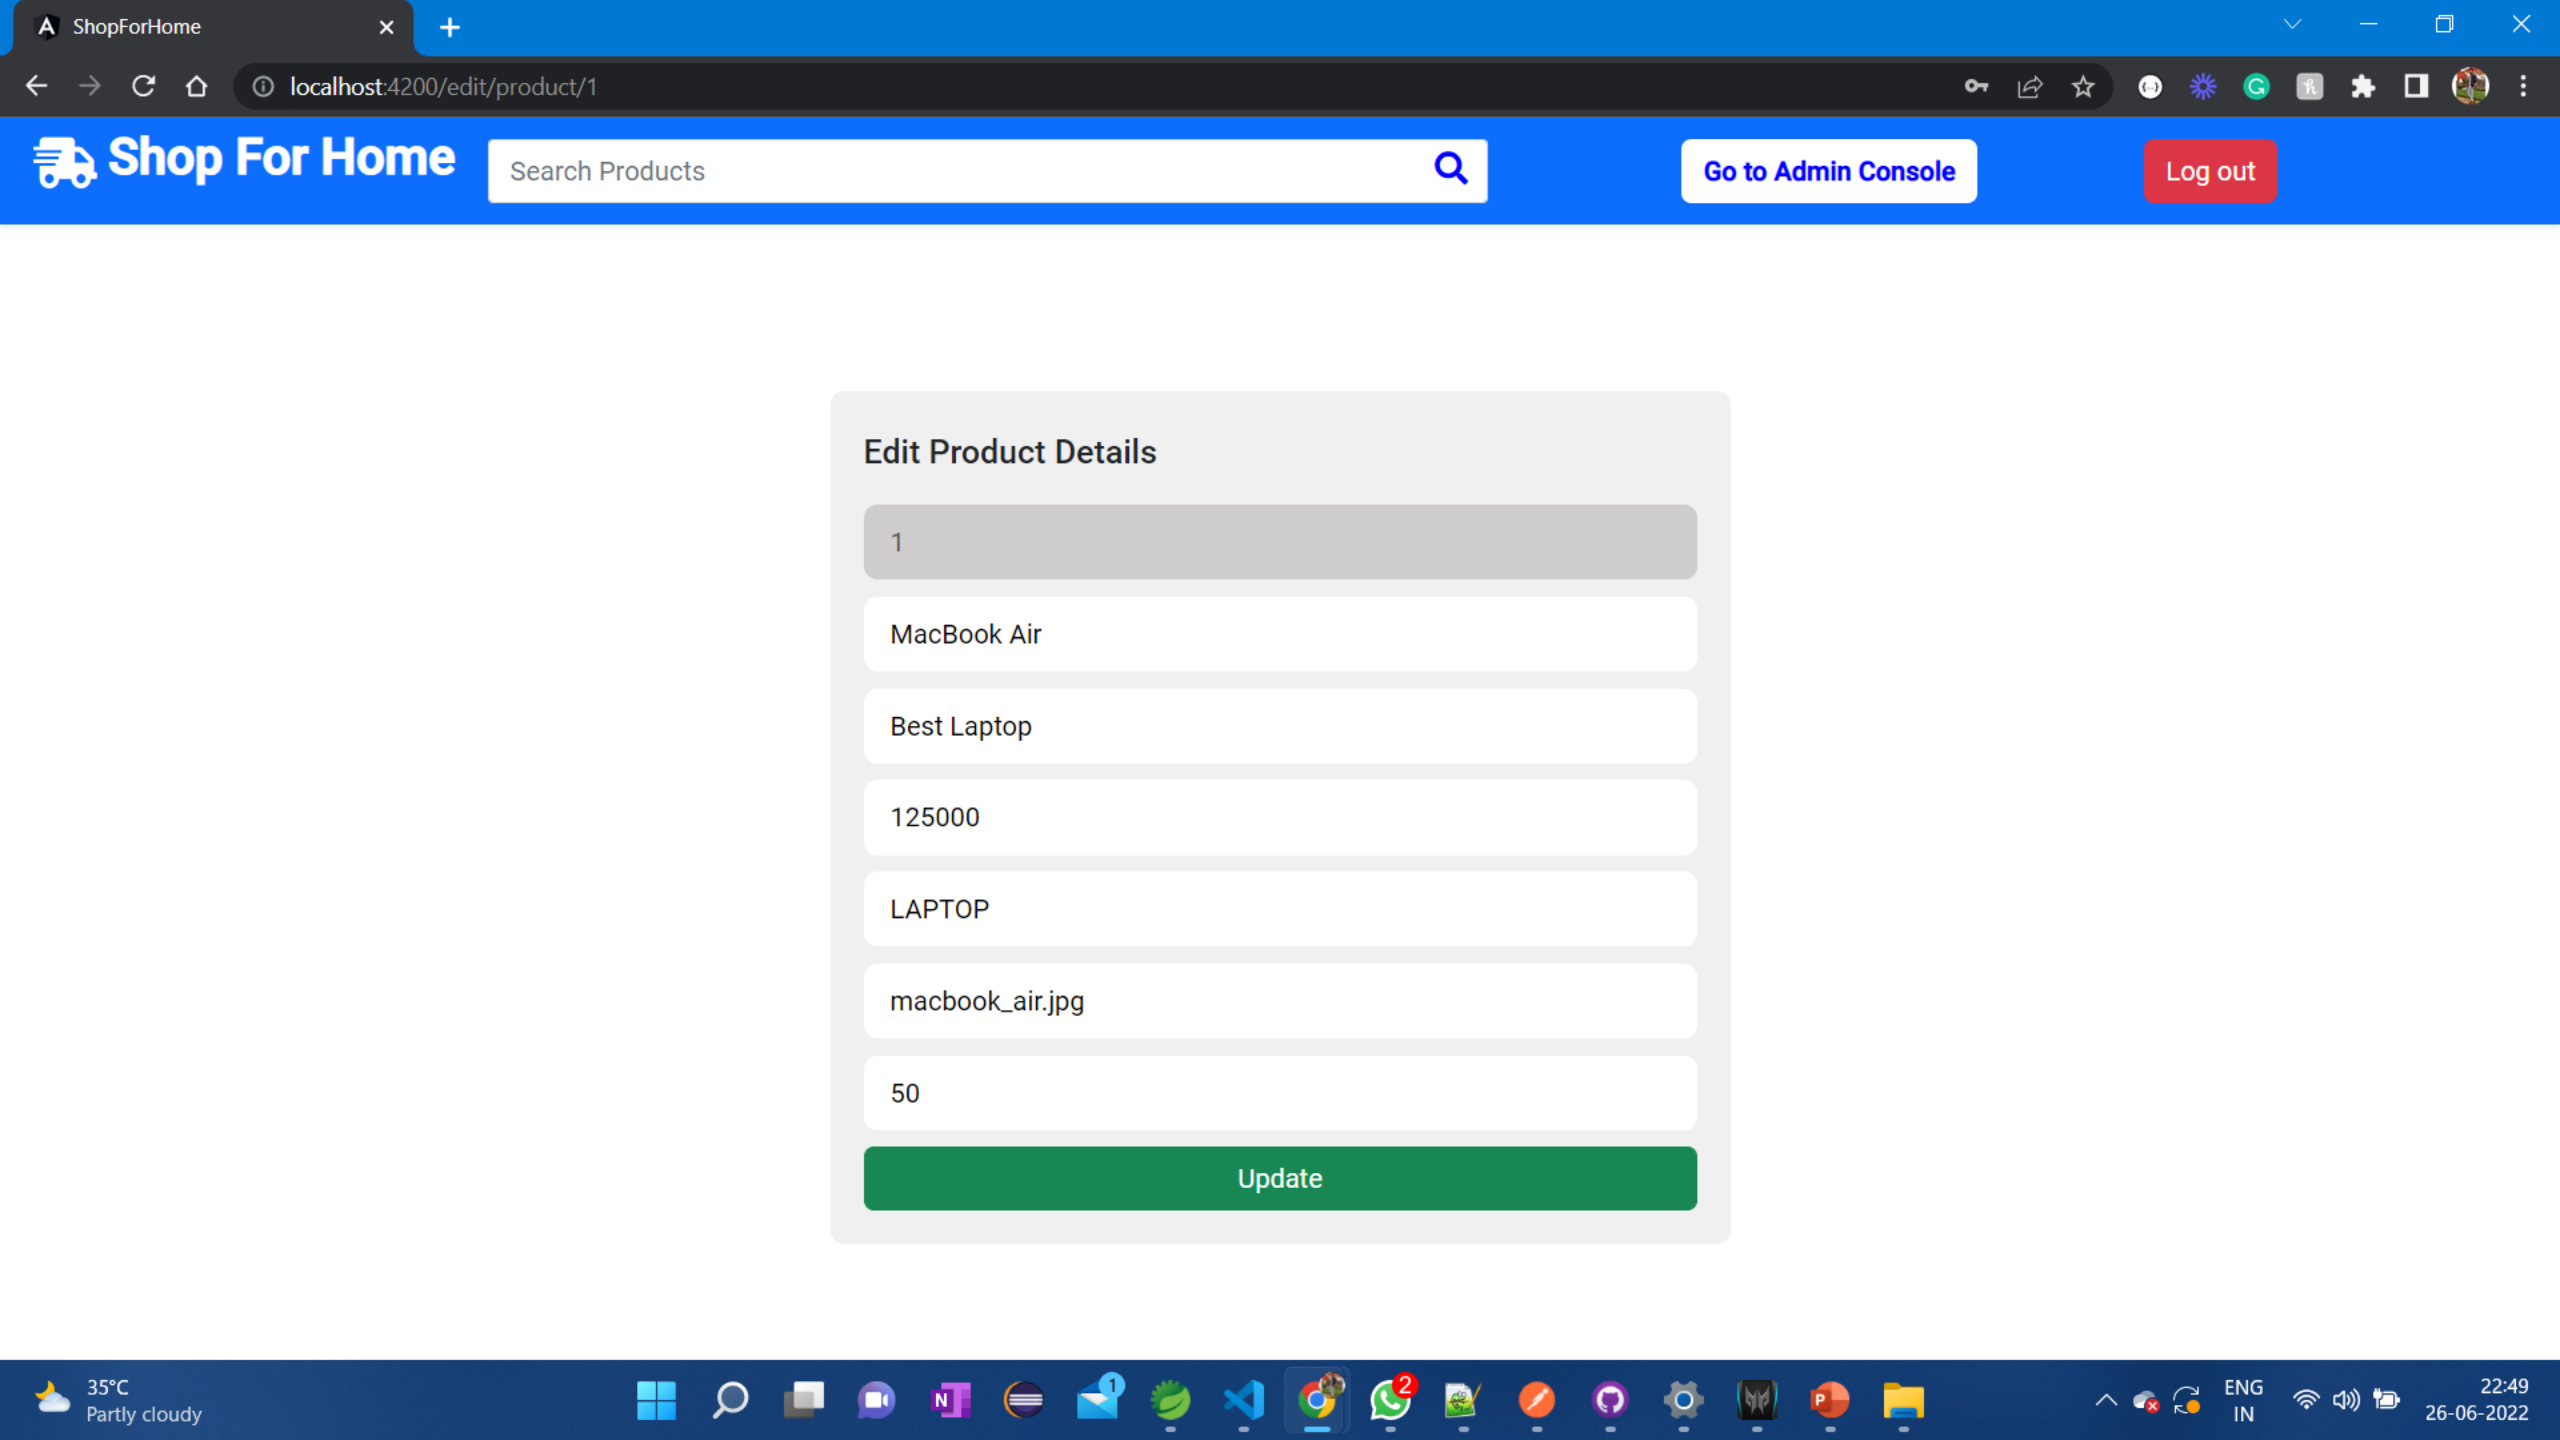 ShopForHome
localhost:4200/edit/product/1
Shop For Home
Search Products
Go to Admin Console
Log out
Edit Product Details
1
MacBook Air
Best Laptop
125000
LAPTOP
macbook_air.jpg
50
Update
35°C
Partly cloudy
1
2
ENG
IN
22:49
26-06-2022